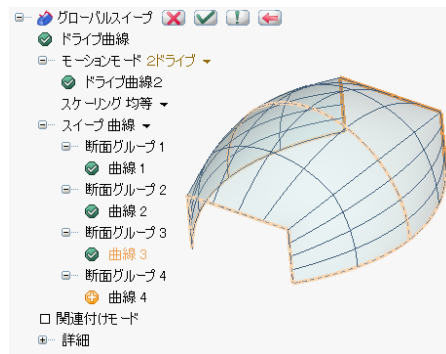 グローバルスイープ
ドライブ曲線
モーションモード 2ドライブ
ドライブ曲線2
スケーリング 均等
スイープ 曲線
断面グループ 1
曲線 1
断面グループ 2
曲線 2
断面グループ 3
曲線 3
断面グループ 4
曲線 4
関連付けモード
詳細